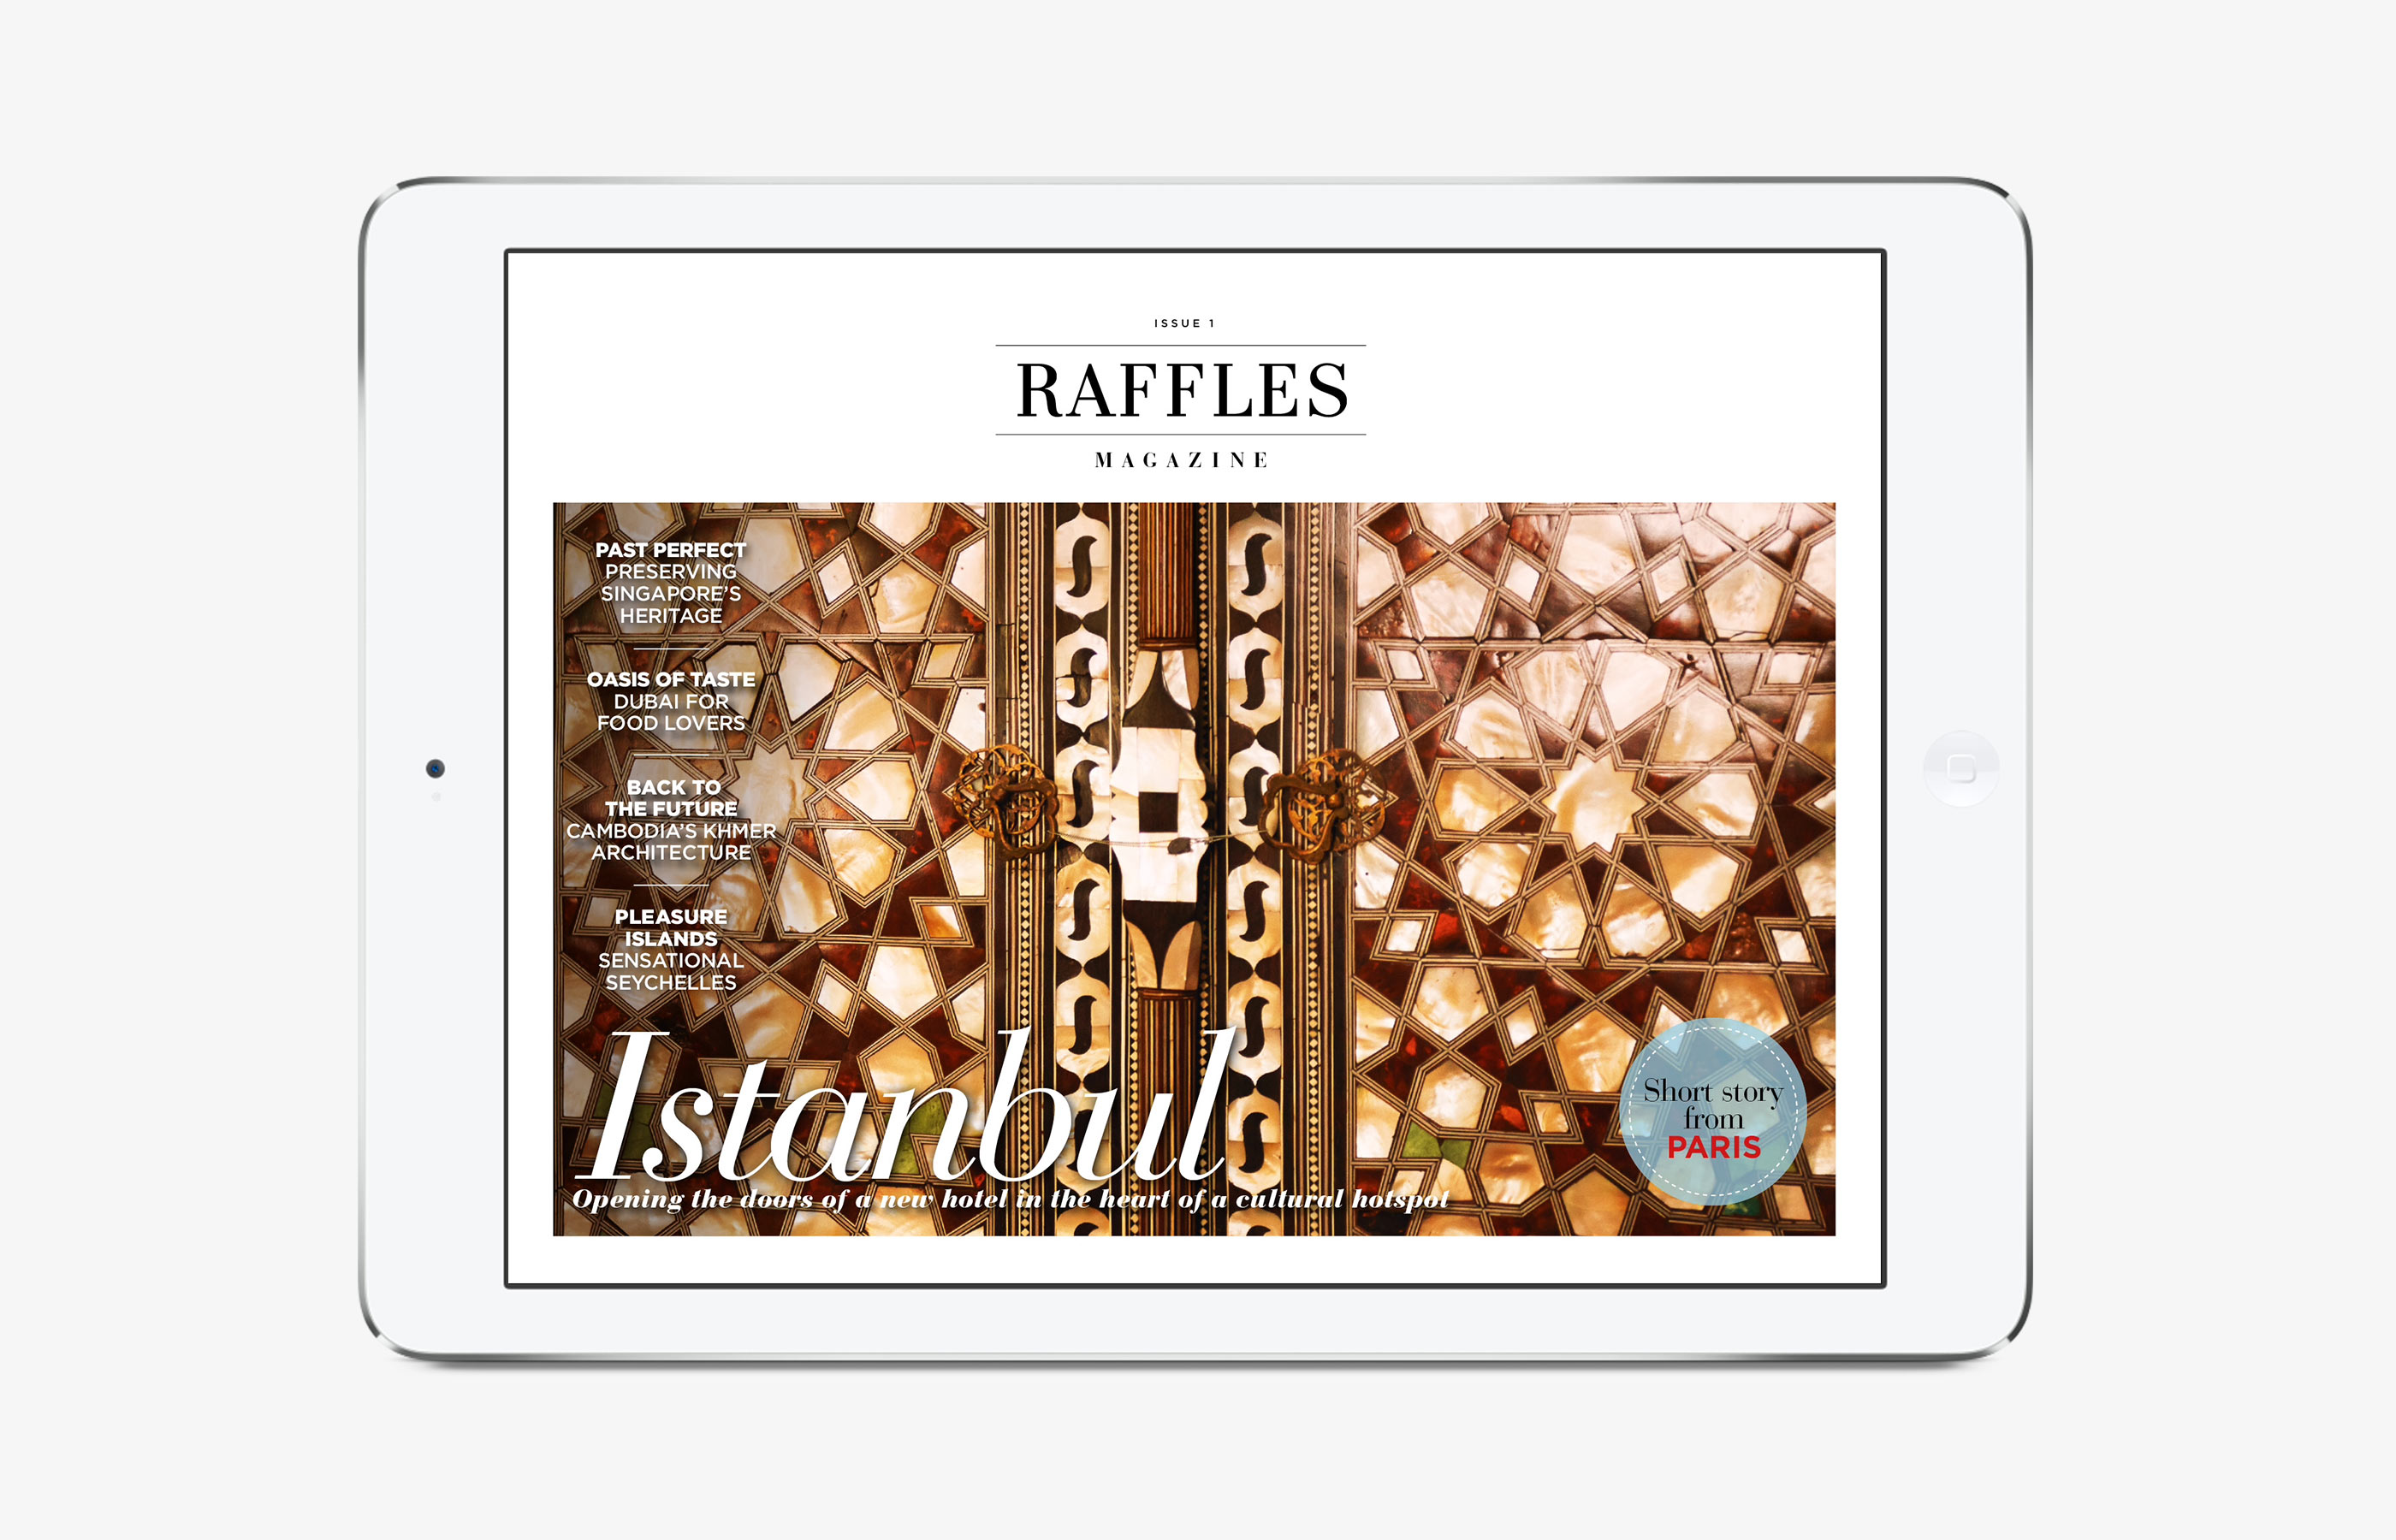 ISSUE 1
RAFFLES
MAGAZINE
PAST PERFECT
PRESERVING
SINGAPORE'S
HERITAGE
OASIS OF TASTE
DUBAI FOR
FOOD LOVERS
BACK TO
THE FUTURE
CAMBODIA'S KHMER
ARCHITECTURE
PLEASURE
ISLANDS
SENSATIONAL
SEYCHELLES
Istanbul
Opening the doors of a new hotel in the heart of a cultural hotspot
Short story
from
PARIS